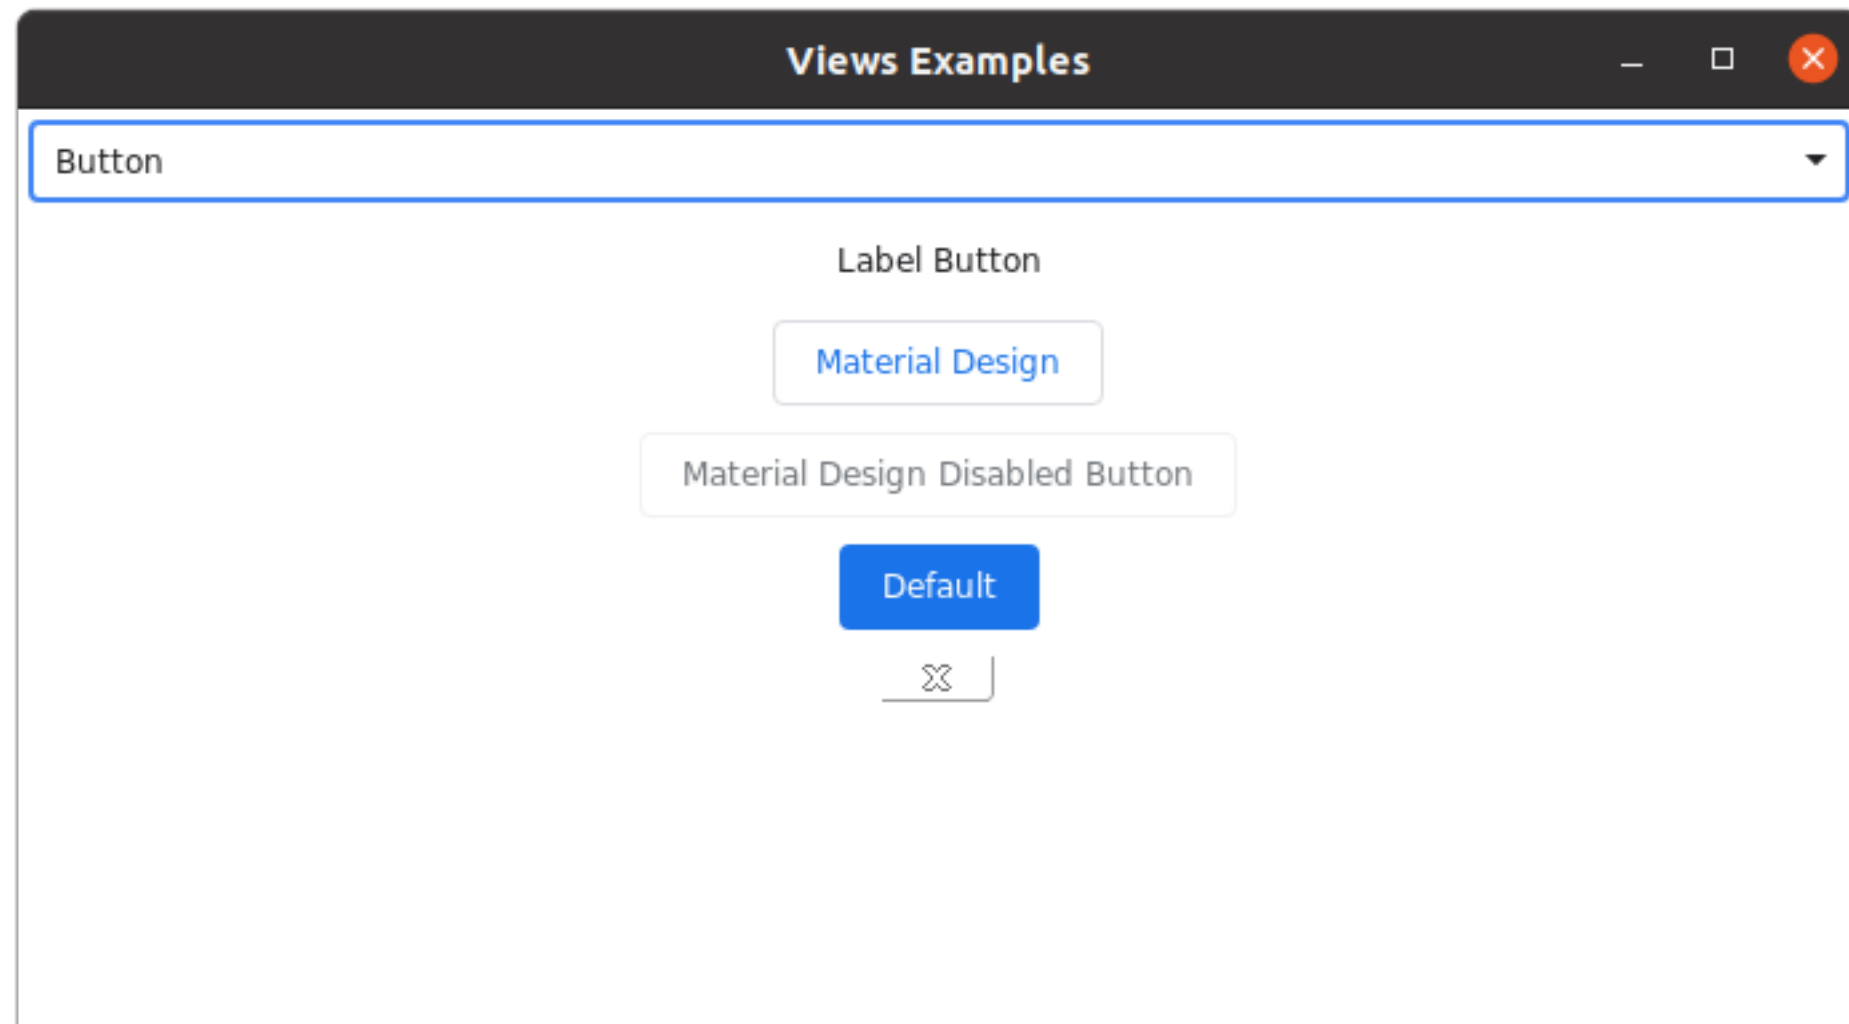 Views Examples
Button
Label Button
Material Design
Material Design Disabled Button
Default